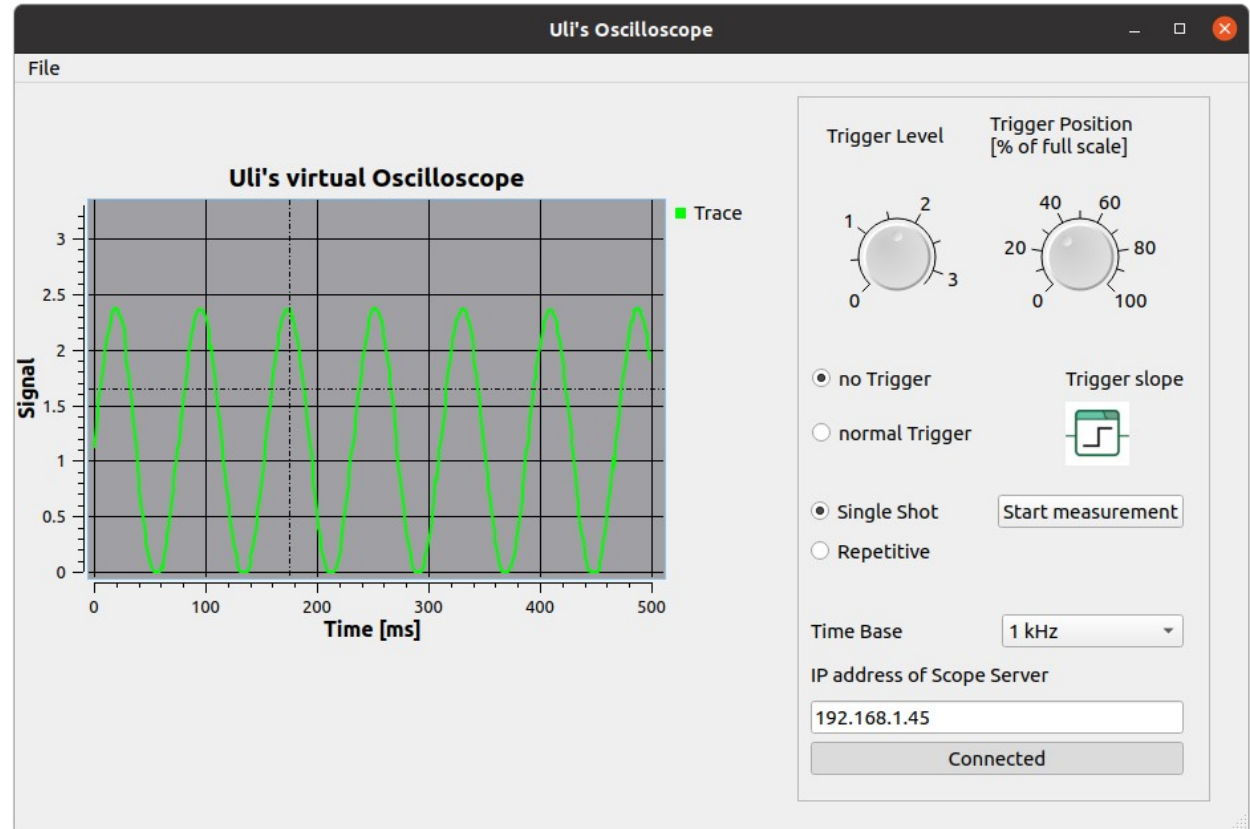 Uli's Oscilloscope
File
Uli's virtual Oscilloscope
Trace
Signal
3
2.5
2
1.5
1
0.5
0
0 100 200 300 400 500
Time [ms]
Trigger Level
Trigger Position
[% of full scale]
0 1 2 3
0 20 40 60 80 100
no Trigger
Trigger slope
normal Trigger
Single Shot
Start measurement
Repetitive
Time Base
1 kHz
IP address of Scope Server
192.168.1.45
Connected